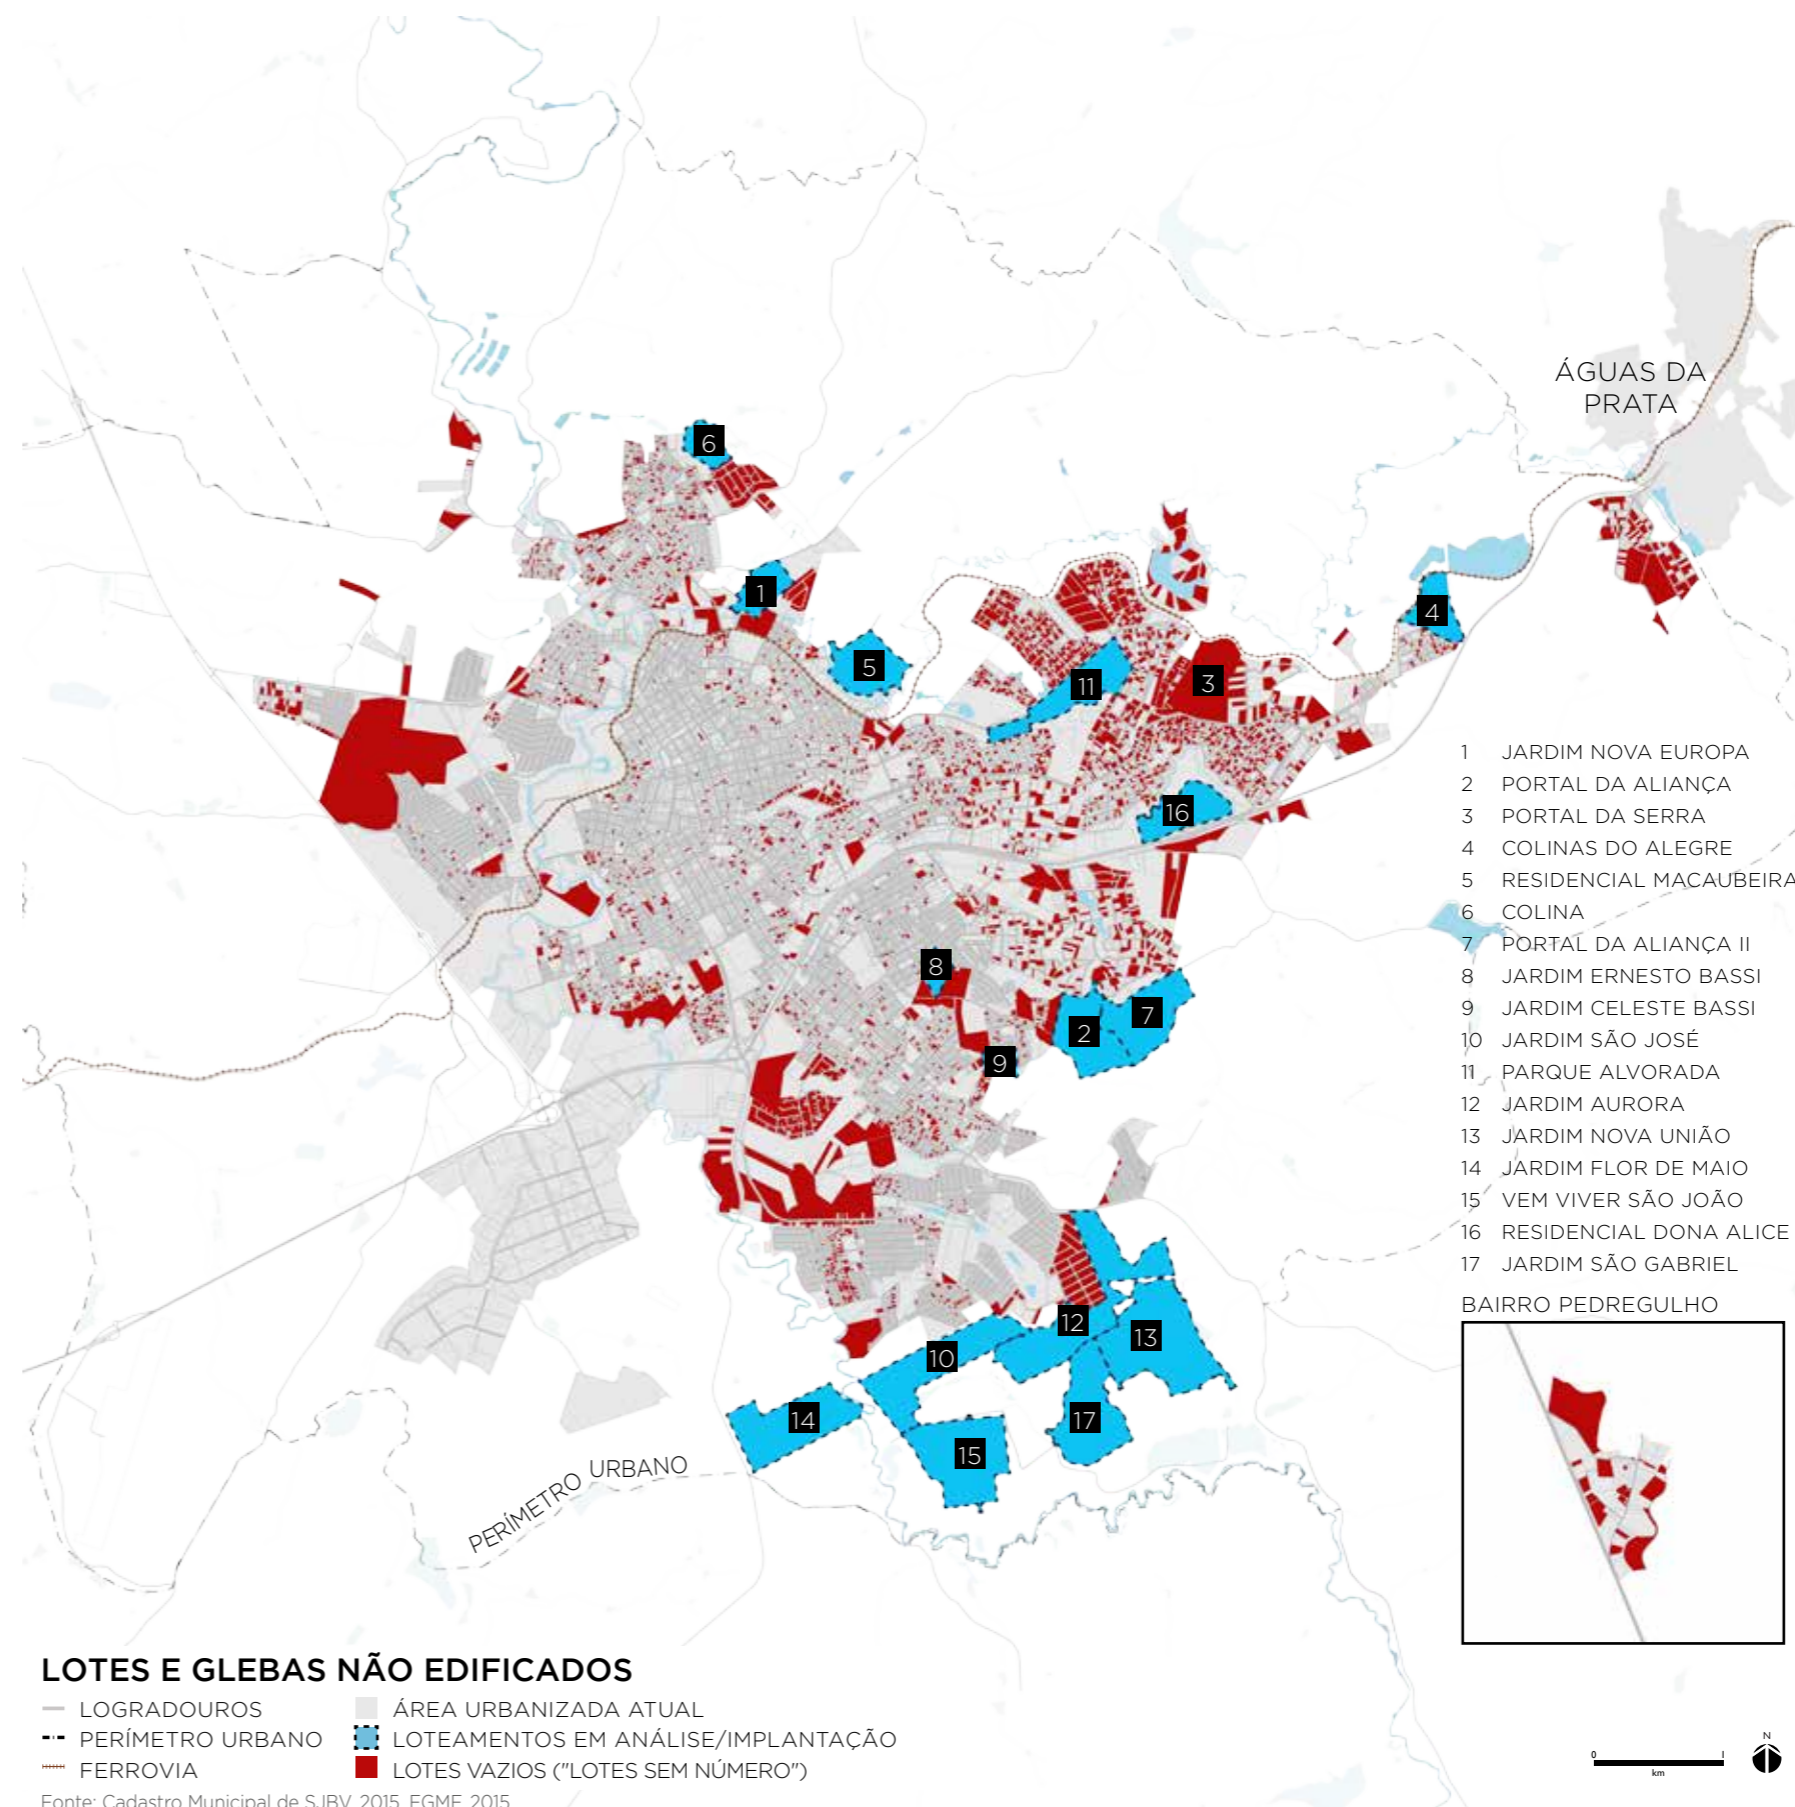 6
ÁGUAS DA
PRATA
1
4
5
11
3
16
8
7
2
9
12
13
10
14
17
15
PERÍMETRO URBANO
1 JARDIM NOVA EUROPA
2 PORTAL DA ALIANÇA
3 PORTAL DA SERRA
4 COLINAS DO ALEGRE
5 RESIDENCIAL MACAUBEIRA
6 COLINA
7 PORTAL DA ALIANÇA II
8 JARDIM ERNESTO BASSI
9 JARDIM CELESTE BASSI
10 JARDIM SÃO JOSÉ
11 PARQUE ALVORADA
12 JARDIM AURORA
13 JARDIM NOVA UNIÃO
14 JARDIM FLOR DE MAIO
15 VEM VIVER SÃO JOÃO
16 RESIDENCIAL DONA ALICE
17 JARDIM SÃO GABRIEL
BAIRRO PEDREGULHO
LOTES E GLEBAS NÃO EDIFICADOS
LOGRADOUROS
PERÍMETRO URBANO
FERROVIA
ÁREA URBANIZADA ATUAL
LOTEAMENTOS EM ANÁLISE/IMPLANTAÇÃO
LOTES VAZIOS ("LOTES SEM NÚMERO")
Fonte: Cadastro Municipal de SJBV, 2015, EGMF, 2015
0 1
km
N